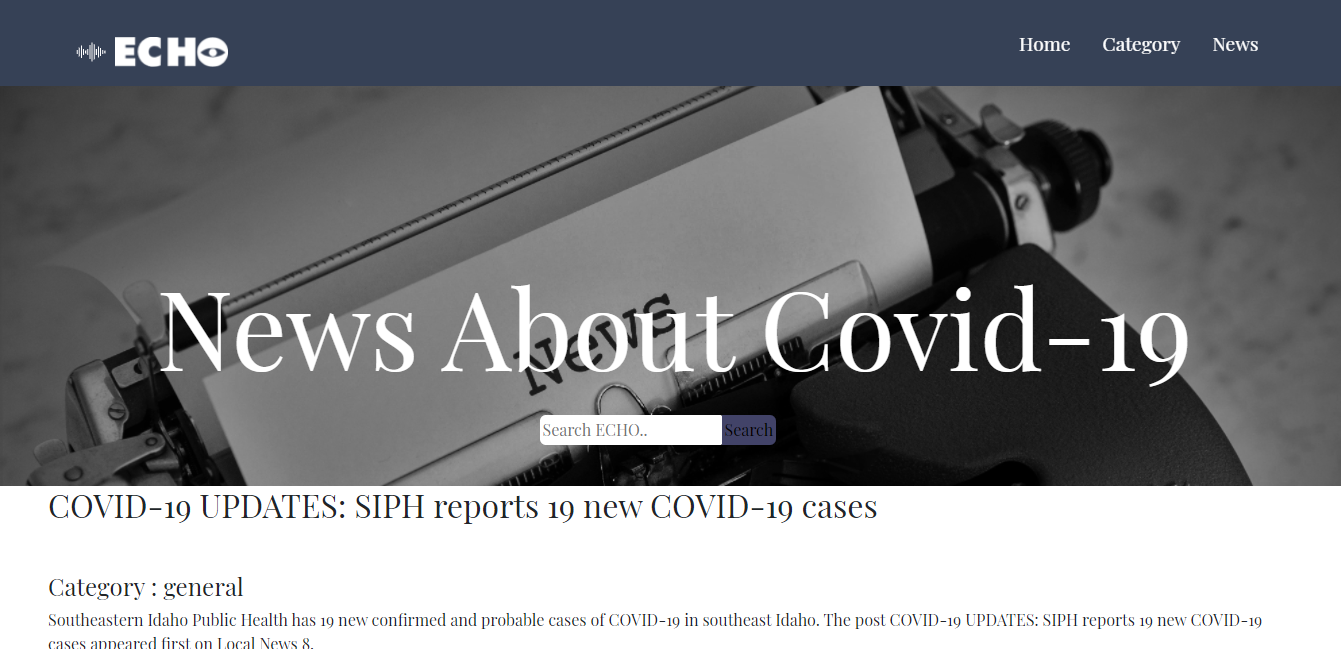 ECHO
Home Category News
News
News About Covid-19
Search ECHO.. Search
COVID-19 UPDATES: SIPH reports 19 new COVID-19 cases
Category : general
Southeastern Idaho Public Health has 19 new confirmed and probable cases of COVID-19 in southeast Idaho. The post COVID-19 UPDATES: SIPH reports 19 new COVID-19
cases appeared first on Local News 8.